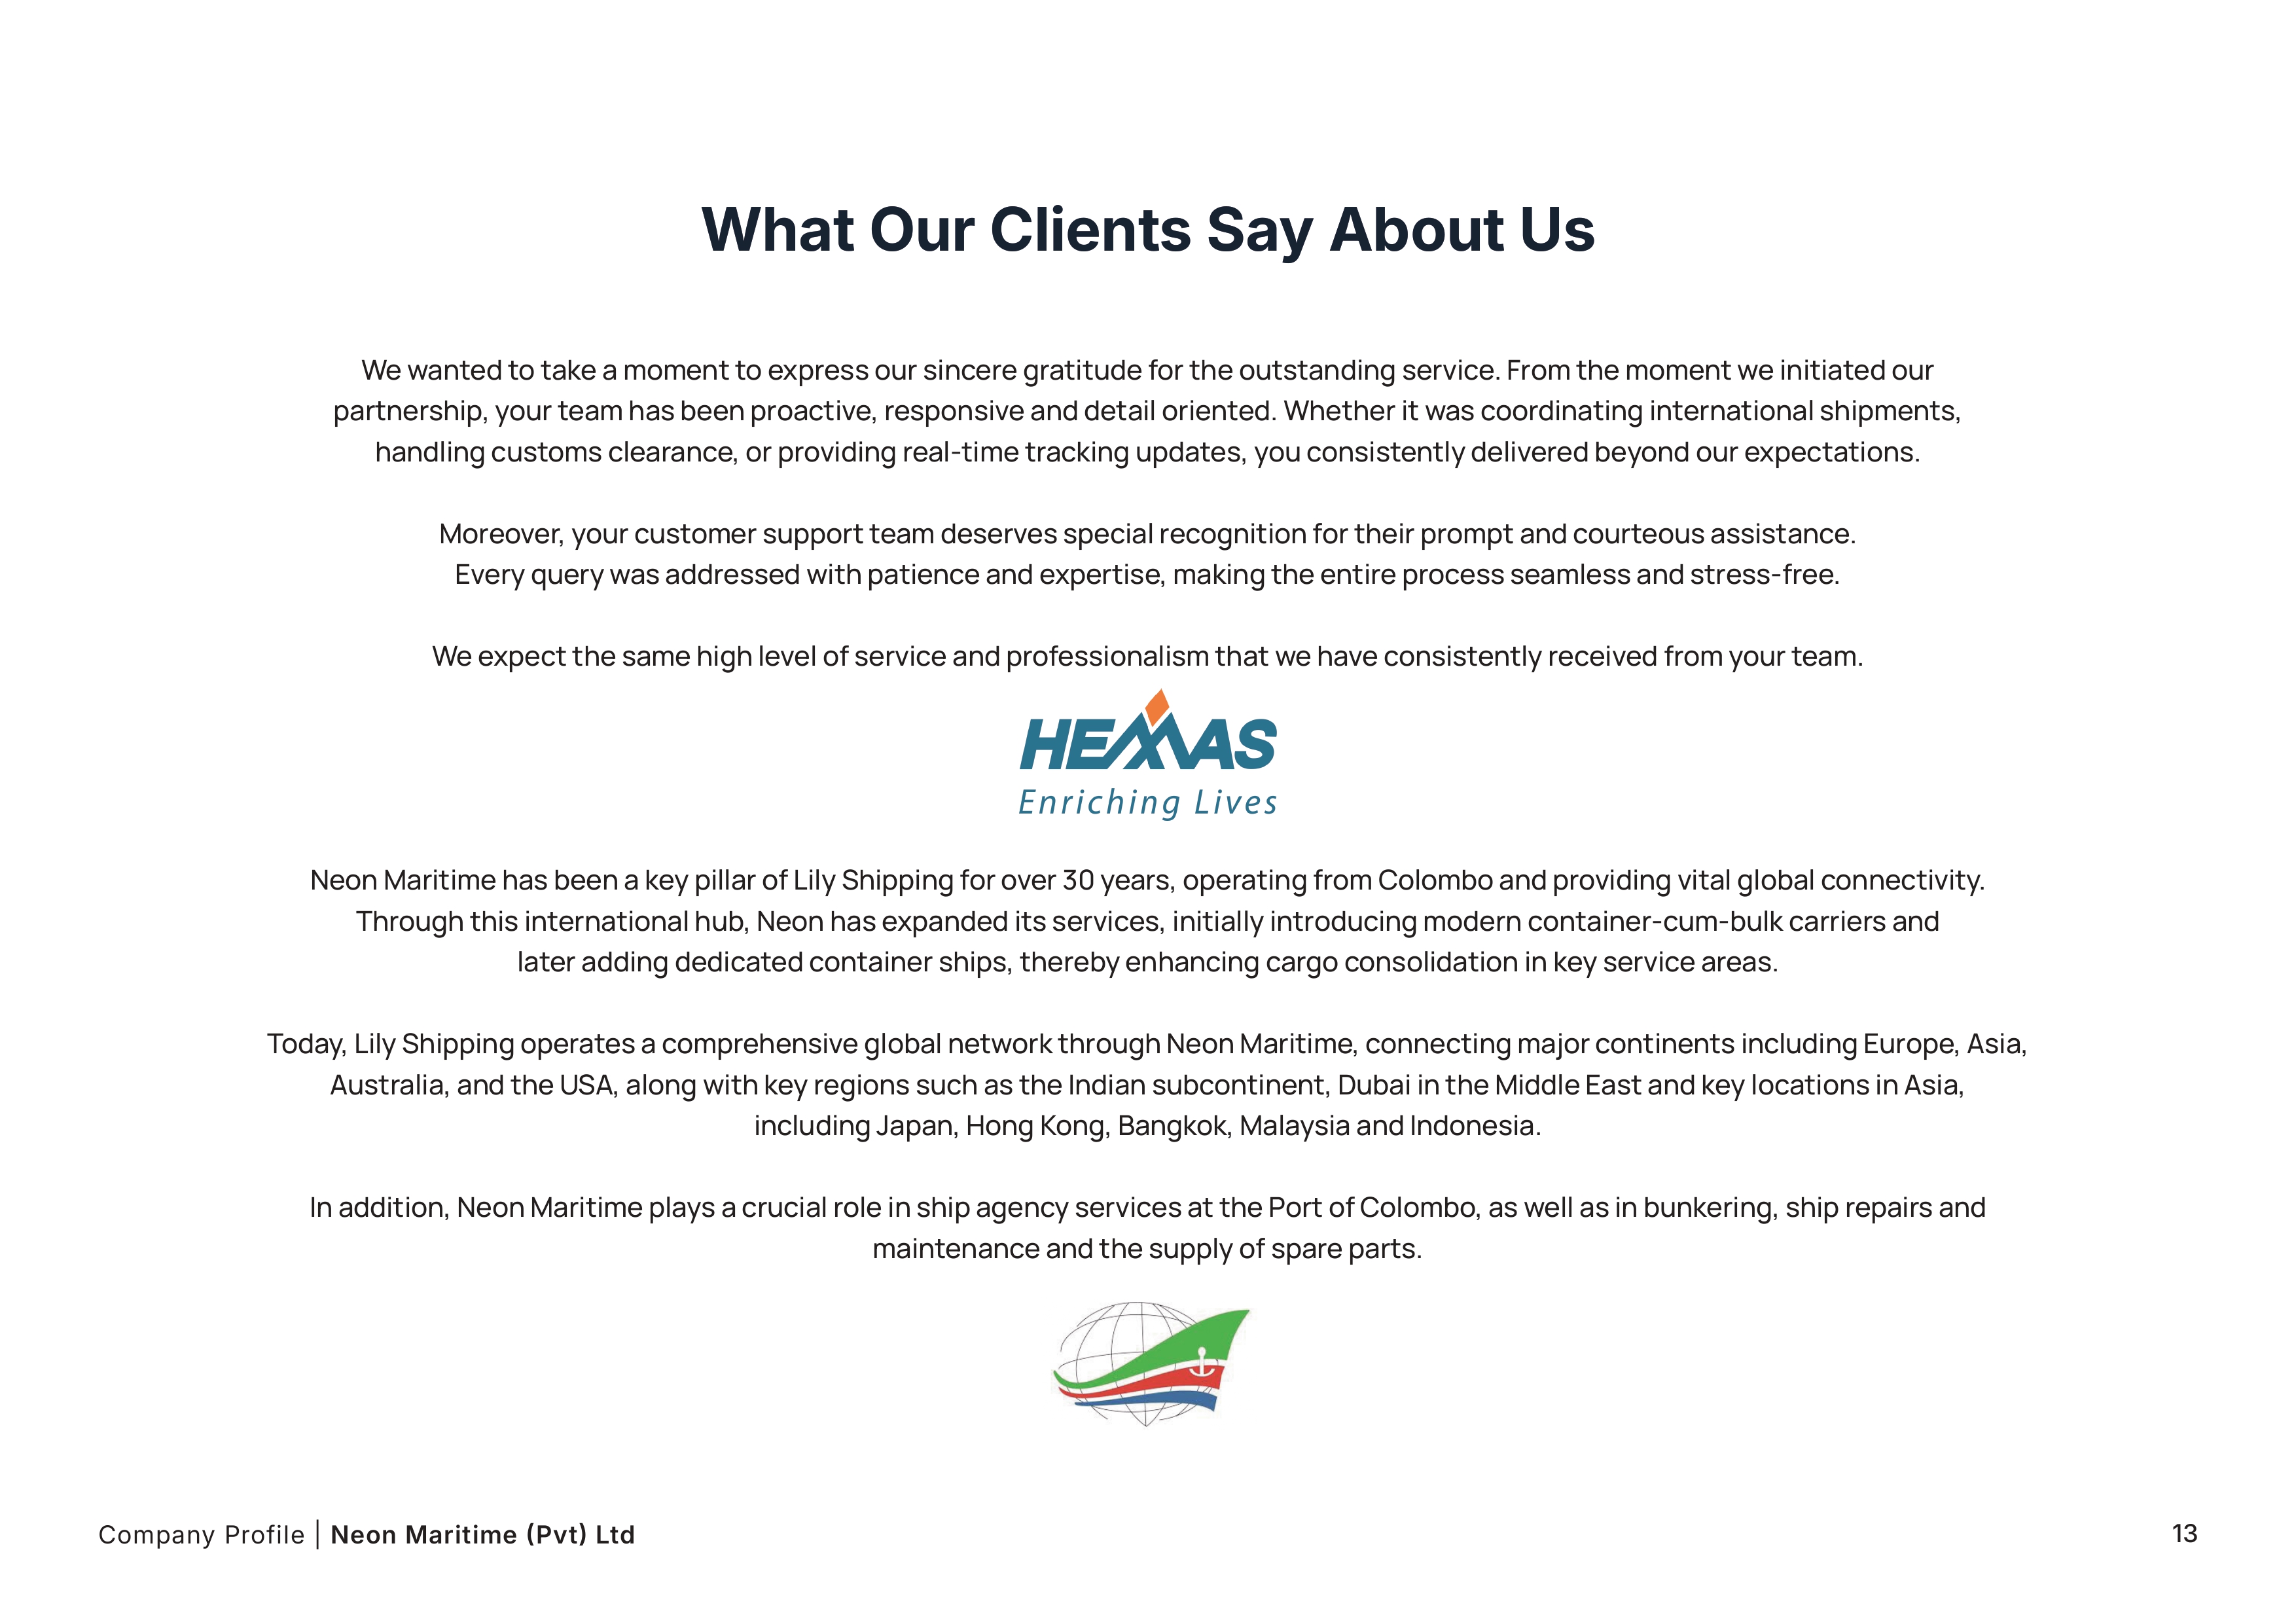 What Our Clients Say About Us
We wanted to take a moment to express our sincere gratitude for the outstanding service. From the moment we initiated our
partnership, your team has been proactive, responsive and detail oriented. Whether it was coordinating international shipments,
handling customs clearance, or providing real-time tracking updates, you consistently delivered beyond our expectations.
Moreover, your customer support team deserves special recognition for their prompt and courteous assistance.
Every query was addressed with patience and expertise, making the entire process seamless and stress-free.
We expect the same high level of service and professionalism that we have consistently received from your team.
HEMAS
Enriching Lives
Neon Maritime has been a key pillar of Lily Shipping for over 30 years, operating from Colombo and providing vital global connectivity.
Through this international hub, Neon has expanded its services, initially introducing modern container-cum-bulk carriers and
later adding dedicated container ships, thereby enhancing cargo consolidation in key service areas.
Today, Lily Shipping operates a comprehensive global network through Neon Maritime, connecting major continents including Europe, Asia,
Australia, and the USA, along with key regions such as the Indian subcontinent, Dubai in the Middle East and key locations in Asia,
including Japan, Hong Kong, Bangkok, Malaysia and Indonesia.
In addition, Neon Maritime plays a crucial role in ship agency services at the Port of Colombo, as well as in bunkering, ship repairs and
maintenance and the supply of spare parts.
Company Profile | Neon Maritime (Pvt) Ltd
13